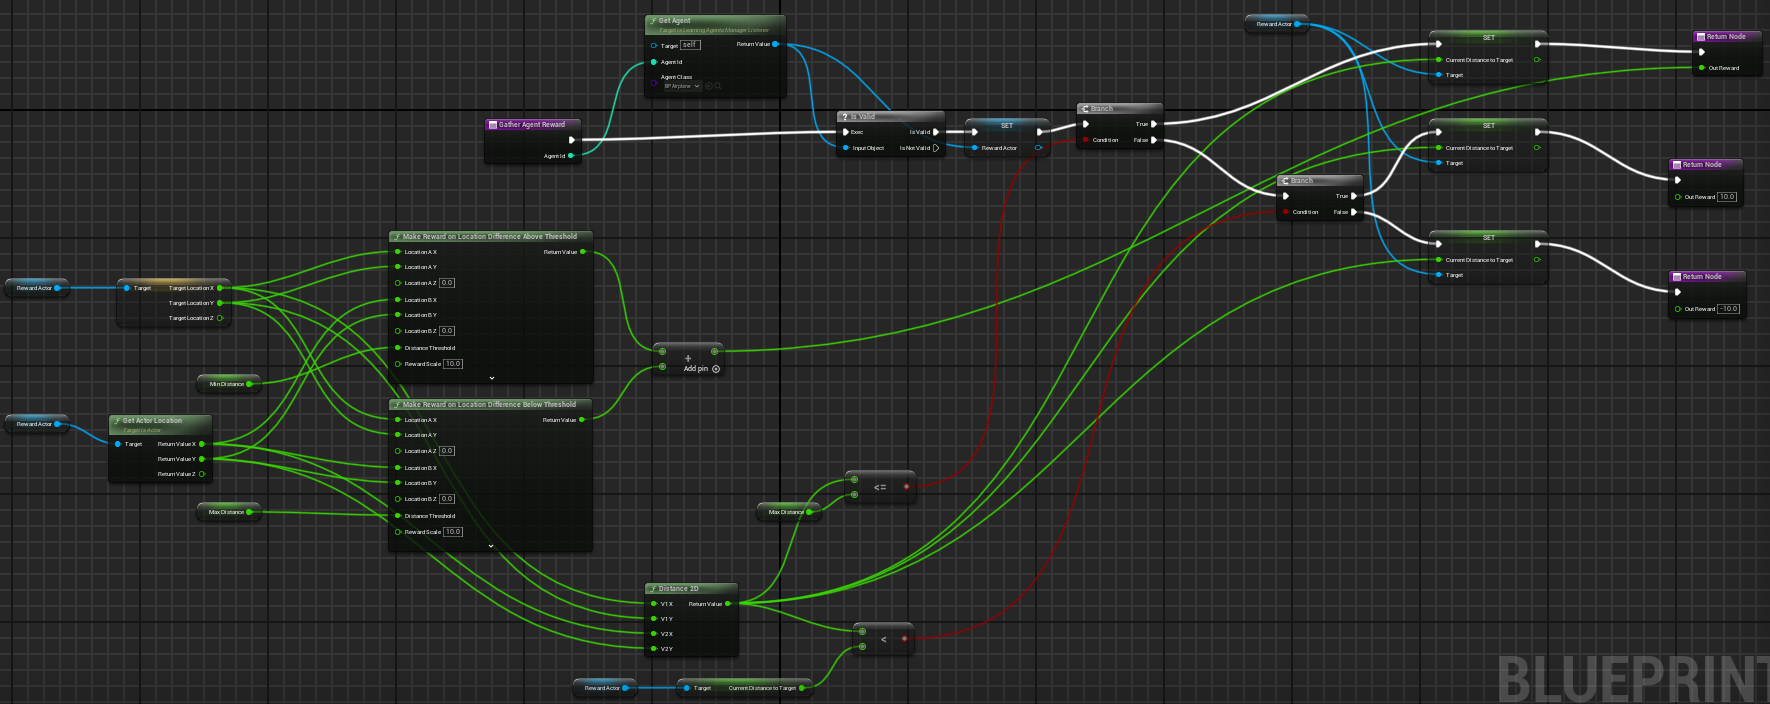 Get Agent
Target is Learning Agents Manager Listener
Target self
Return Value
Agent Id
Agent Class
BP Airplane
Gather Agent Reward
Agent Id
Is Valid
Exec
Is Valid
Input Object
Is Not Valid
SET
Reward Actor
Branch
True
Condition
False
Reward Actor
SET
Current Distance to Target
Target
Return Node
Out Reward
Branch
True
Condition
False
SET
Current Distance to Target
Target
Return Node
Out Reward 10.0
SET
Current Distance to Target
Target
Return Node
Out Reward -10.0
Make Reward on Location Difference Above Threshold
Location A X
Return Value
Location A Y
Location A Z 0.0
Location B X
Location B Y
Location B Z 0.0
Distance Threshold
Reward Scale 10.0
Reward Actor
Target
Target Location X
Target Location Y
Target Location Z
Min Distance
+
Add pin
Reward Actor
Get Actor Location
Target is Actor
Target
Return Value X
Return Value Y
Return Value Z
Max Distance
Make Reward on Location Difference Below Threshold
Location A X
Return Value
Location A Y
Location A Z 0.0
Location B X
Location B Y
Location B Z 0.0
Distance Threshold
Reward Scale 10.0
Max Distance
<=
Distance 2D
V1 X
Return Value
V1 Y
V2 X
V2 Y
<
Reward Actor
Target
Current Distance to Target
BLUEPRINT